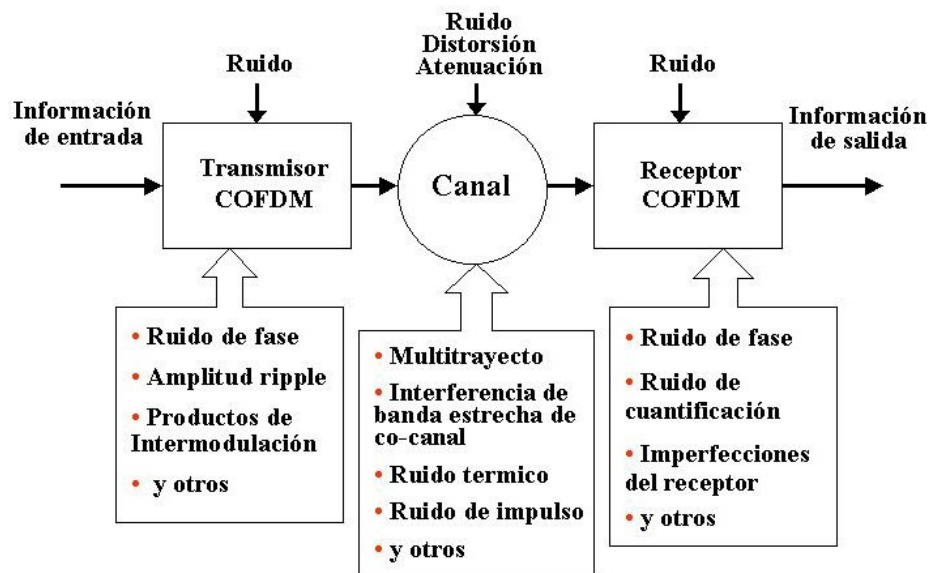 Ruido
Distorsión
Atenuación
Ruido
Ruido
Información
de entrada
Información
de salida
Transmisor
COFDM
Canal
Receptor
COFDM
• Ruido de fase
• Amplitud ripple
• Productos de
Intermodulación
• y otros
• Multitrayecto
• Interferencia de
banda estrecha de
co-canal
• Ruido termico
• Ruido de impulso
• y otros
• Ruido de fase
• Ruido de
cuantificación
• Imperfecciones
del receptor
• y otros